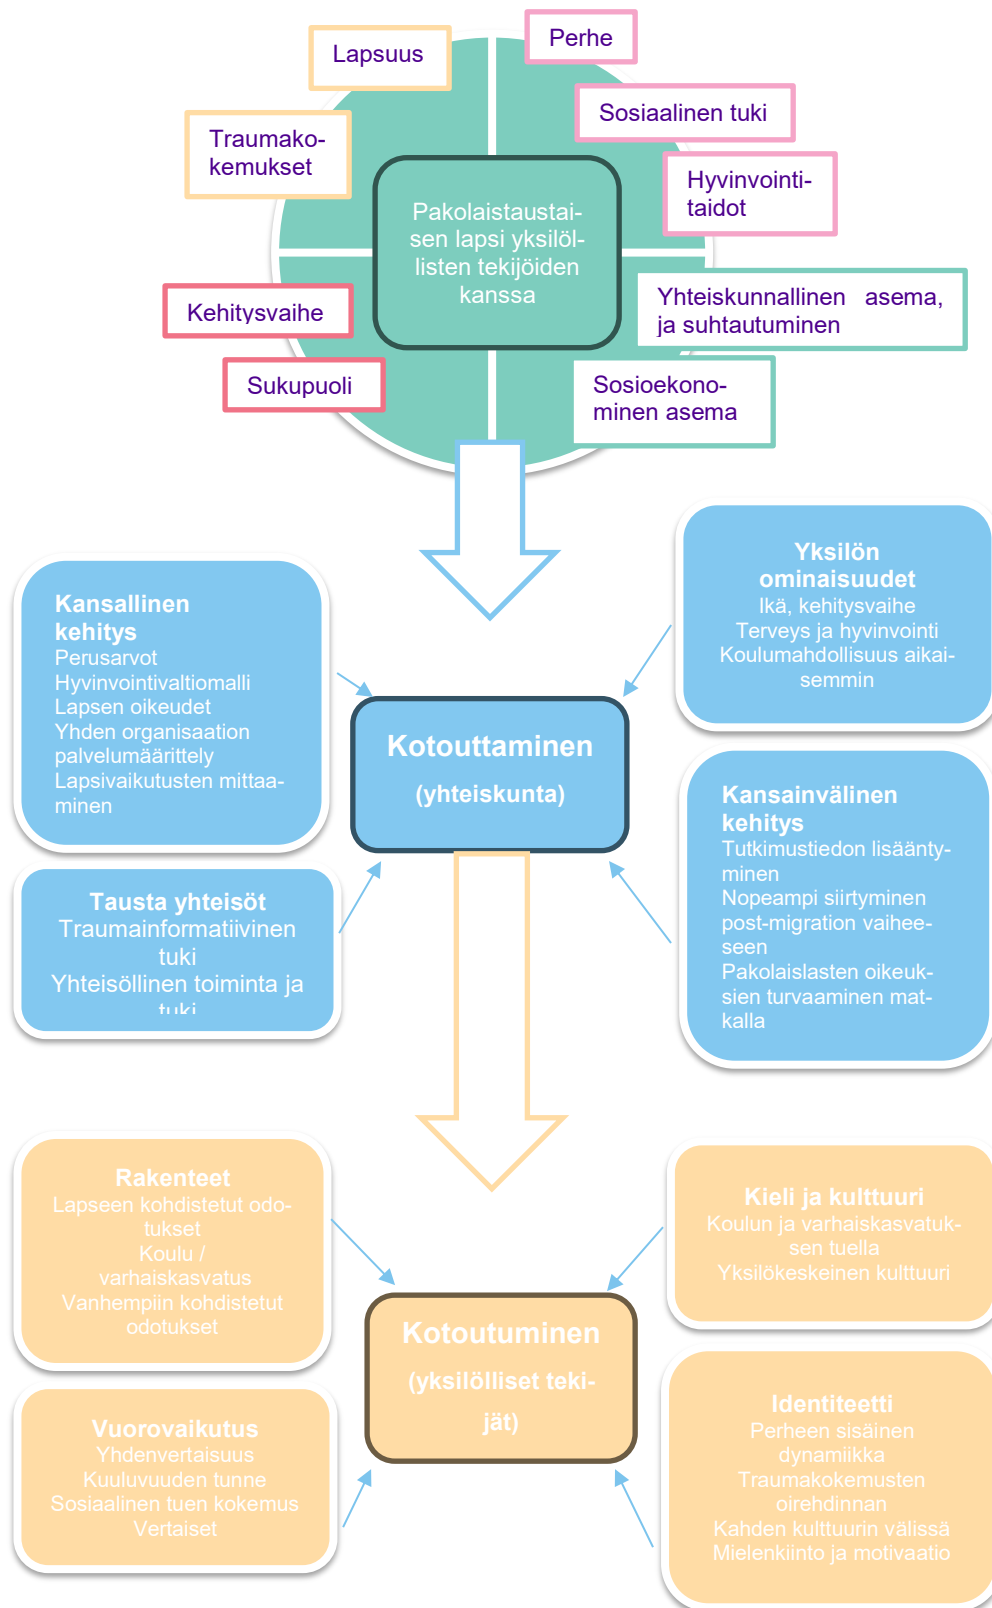 Lapsuus
Perhe
Sosiaalinen tuki
Traumako-
kemukset
Hyvinvointi-
taidot
Pakolaistaustai-
sen lapsi yksilöl-
listen tekijöiden
kanssa
Yhteiskunnallinen asema,
ja suhtautuminen
Kehitysvaihe
Sukupuoli
Sosioekono-
minen asema
Kansallinen
kehitys
Perusarvot
Hyvinvointivaltiomalli
Lapsen oikeudet
Yhden organisaation
palvelumäärittely
Lapsivaikutusten mittaa-
minen
Yksilön
ominaisuudet
Ikä, kehitysvaihe
Terveys ja hyvinvointi
Koulumahdollisuus aikai-
semmin
Kotouttaminen
(yhteiskunta)
Tausta yhteisöt
Traumainformatiivinen
tuki
Yhteisöllinen toiminta ja
tuki
Kansainvälinen
kehitys
Tutkimustiedon lisäänty-
minen
Nopeampi siirtyminen
post-migration vaihee-
seen
Pakolaislasten oikeuk-
sien turvaaminen mat-
kalla
Rakenteet
Lapseen kohdistetut odo-
tukset
Koulu /
varhaiskasvatus
Vanhempiin kohdistetut
odotukset
Kieli ja kulttuuri
Koulun ja varhaiskasvatuk-
sen tuella
Yksilökeskeinen kulttuuri
Kotoutuminen
(yksilölliset teki-
jät)
Vuorovaikutus
Yhdenvertaisuus
Kuuluvuuden tunne
Sosiaalinen tuen kokemus
Vertaiset
Identiteetti
Perheen sisäinen
dynamiikka
Traumakokemusten
oirehdinnan
Kahden kulttuurin välissä
Mielenkiinto ja motivaatio